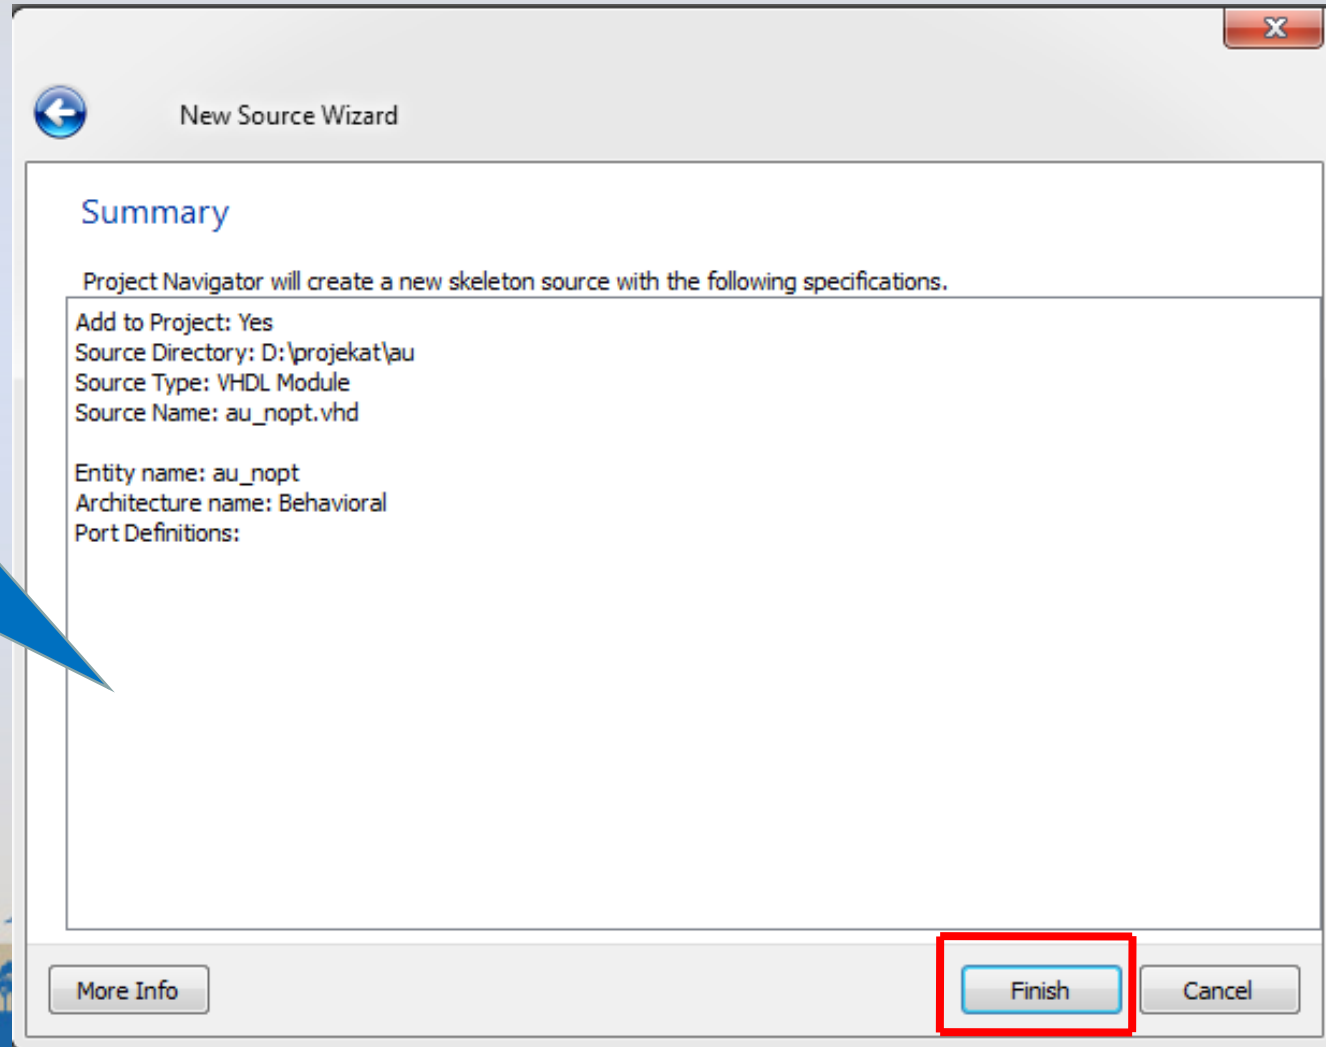 New Source Wizard
Summary
Project Navigator will create a new skeleton source with the following specifications.
Add to Project: Yes
Source Directory: D:\projekat\au
Source Type: VHDL Module
Source Name: au_nopt.vhd
Entity name: au_nopt
Architecture name: Behavioral
Port Definitions:
More Info
Finish
Cancel